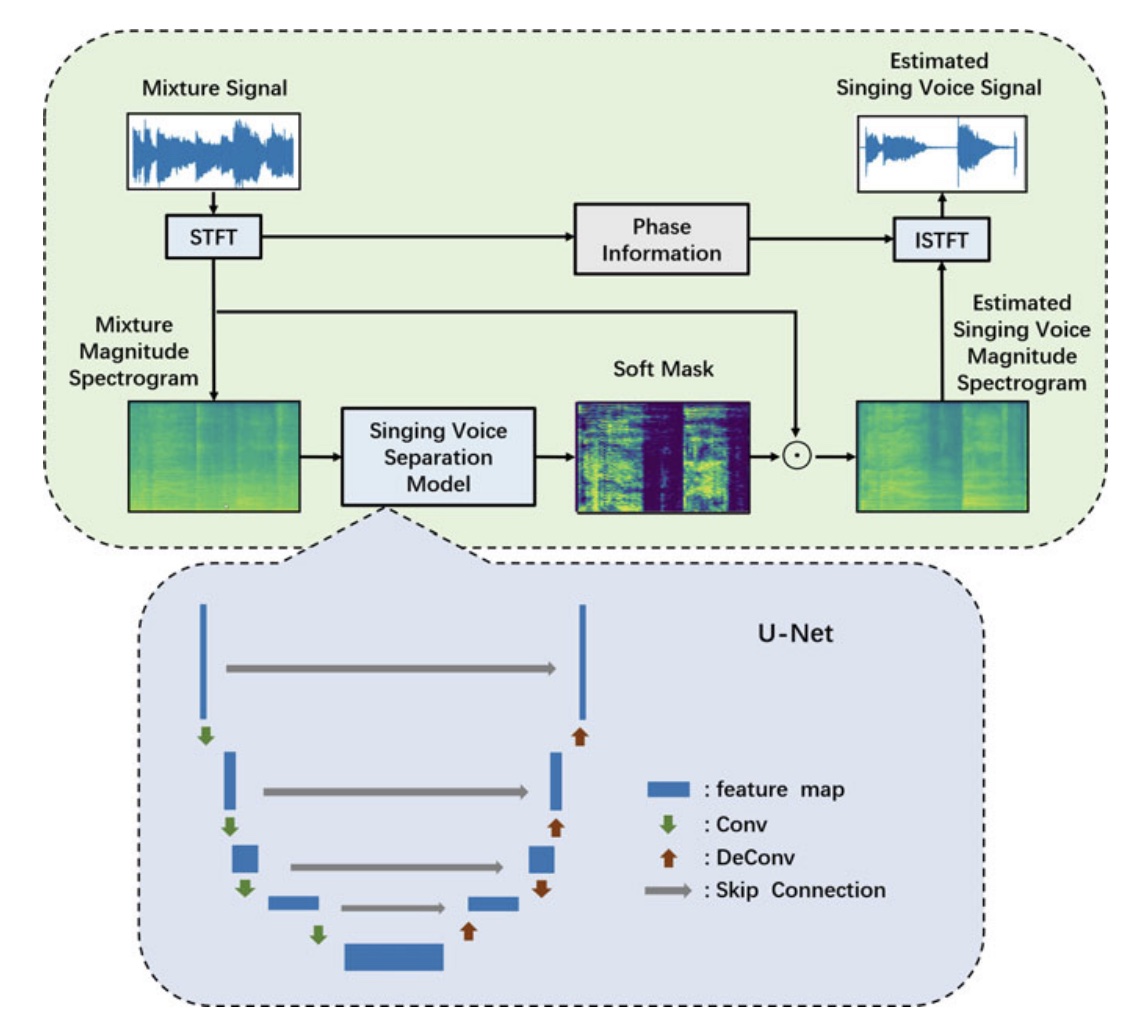 Mixture Signal
Estimated
Singing Voice Signal
STFT
Phase
Information
ISTFT
Mixture
Magnitude
Spectrogram
Soft Mask
Estimated
Singing Voice
Magnitude
Spectrogram
Singing Voice
Separation
Model
U-Net
: feature map
: Conv
: DeConv
: Skip Connection